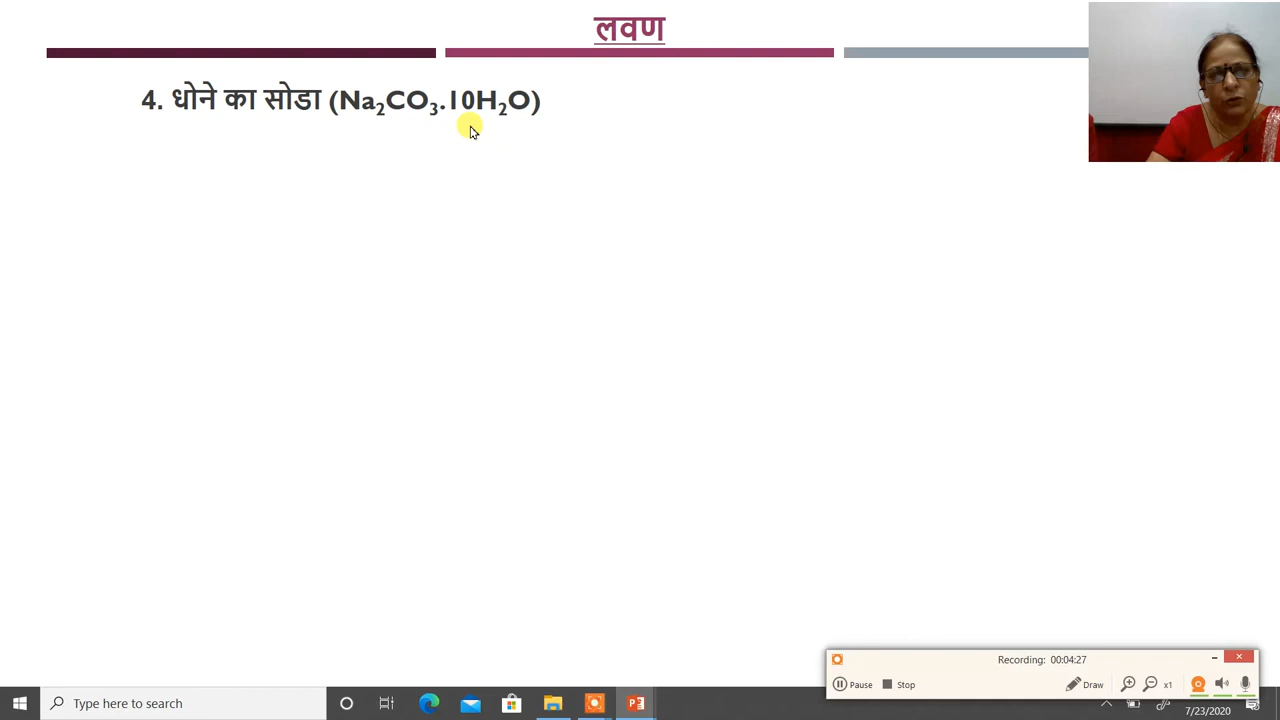 लवण
4. धोने का सोडा (Na₂CO₃.10H₂O)
Recording: 00:04:27
Pause
Stop
Draw
x1
Type here to search
7/23/2020